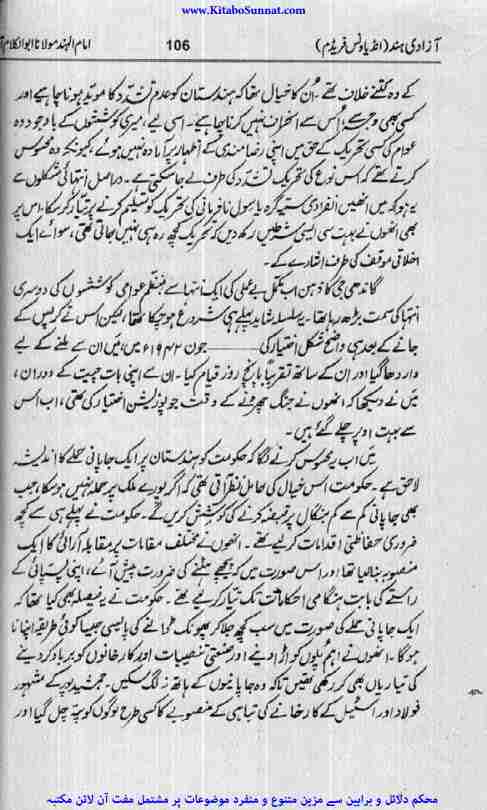 www.KitaboSunnat.com
آزادی ہند (انڈیا ونس فریڈم) 106 امام الہند مولانا ابوالکلام آ
کے وہ کتنے خلاف تھے۔ اُن کا خیال تھا کہ ہندستان کو عدم تشدد کا موید ہونا چاہیے اور
کسی بھی وجہ سے اُس سے انحراف نہیں کرنا چاہیے۔ اسی لیے، میری کوششوں کے باوجود وہ
عوام کی کسی تحریک کے حق میں اپنی رضامندی کے اظہار پر آمادہ نہیں ہوئے، کیونکہ وہ محسوس
کرتے تھے کہ اس نوع کی تحریک تشدد کی طرف لے جا سکتی ہے۔ دراصل انتہائی مشکلوں سے
یہ ہوا کہ میں انھیں انفرادی ستیہ گرہ یا سول نافرمانی کی تحریک کو تسلیم کرنے پر تیار کر سکا، اس پر
بھی انھوں نے بہت سی ایسی شرطیں رکھ دیں کہ تحریک کچھ رہ ہی نہیں جاتی تھی، سوائے ایک
اخلاقی موقف کی طرف اشارے کے۔
گاندھی جی کا ذہن اب مکمل بے عملی کی ایک انتہا سے منظم عوامی کوششوں کی دوسری
انتہا کی سمت بڑھ رہا تھا۔ یہ سلسلہ شاید پہلے ہی شروع ہو چکا تھا، لیکن اس نے کرپس کے
جانے کے بعد ہی واضح شکل اختیار کی ــــــ جون ۱۹۴۲ء میں، میں ان سے ملنے کے لیے
واردھا گیا اور ان کے ساتھ تقریباً پانچ روز قیام کیا۔ ان سے اپنی بات چیت کے دوران،
میں نے دیکھا کہ انھوں نے جنگ چھڑنے کے وقت جو پوزیشن اختیار کی تھی، اب اُس
سے بہت دور چلے گئے ہیں۔
میں اب یہ محسوس کرنے لگا کہ حکومت کو ہندستان پر ایک جاپانی حملے کا اندیشہ
لاحق ہے۔ حکومت اس خیال کی حامل نظر آتی تھی کہ اگر پورے ملک پر حملہ نہیں ہو سکا، جب
بھی جاپانی کم سے کم بنگال پر قبضہ کرنے کی کوشش کریں گے۔ حکومت نے پہلے ہی سے کچھ
ضروری حفاظتی اقدامات کر لیے تھے۔ انھوں نے مختلف مقامات پر مقابلہ آرائی کا ایک
منصوبہ بنا لیا تھا اور اس صورت میں کہ پیچھے ہٹنے کی ضرورت پیش آئے، اپنی پسپائی کے
راستے کی بابت ہنگامی احکامات تک تیار کر لیے تھے۔ حکومت نے یہ فیصلہ بھی کیا تھا کہ
ایک جاپانی حملے کی صورت میں سب کچھ جلا کر پھونک ڈالنے کی پالیسی جیسا کوئی طریقہ اپنانا
ہوگا۔ انھوں نے اہم پُلوں کو اڑا دینے اور صنعتی تنصیبات اور کارخانوں کو برباد کر دینے
کی تیاریاں بھی کر رکھی تھیں تاکہ وہ جاپانیوں کے ہاتھ نہ لگ سکیں۔ جمشید پور کے مشہور
فولاد اور اسٹیل کے کارخانے کی تباہی کے منصوبے کا کسی طرح لوگوں کو پتہ چل گیا اور
محکم دلائل و براہین سے مزین متنوع و منفرد موضوعات پر مشتمل مفت آن لائن مکتبہ